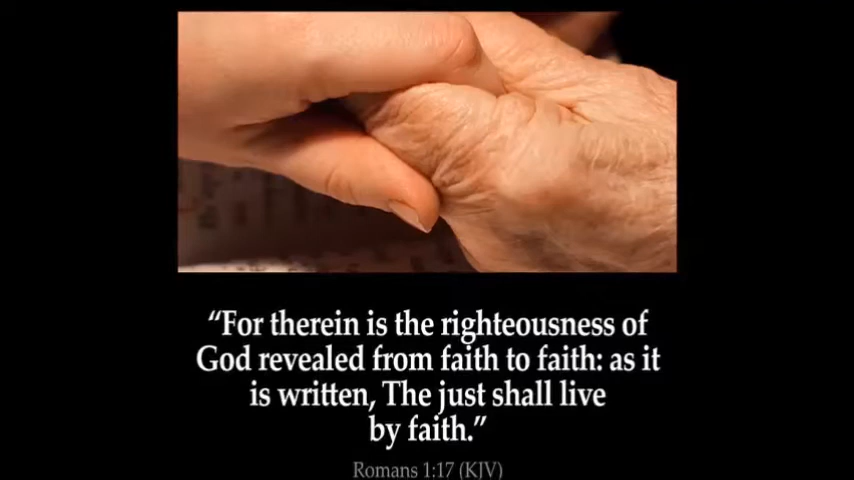 “For therein is the righteousness of
God revealed from faith to faith: as it
is written, The just shall live
by faith.”
Romans 1:17 (KJV)